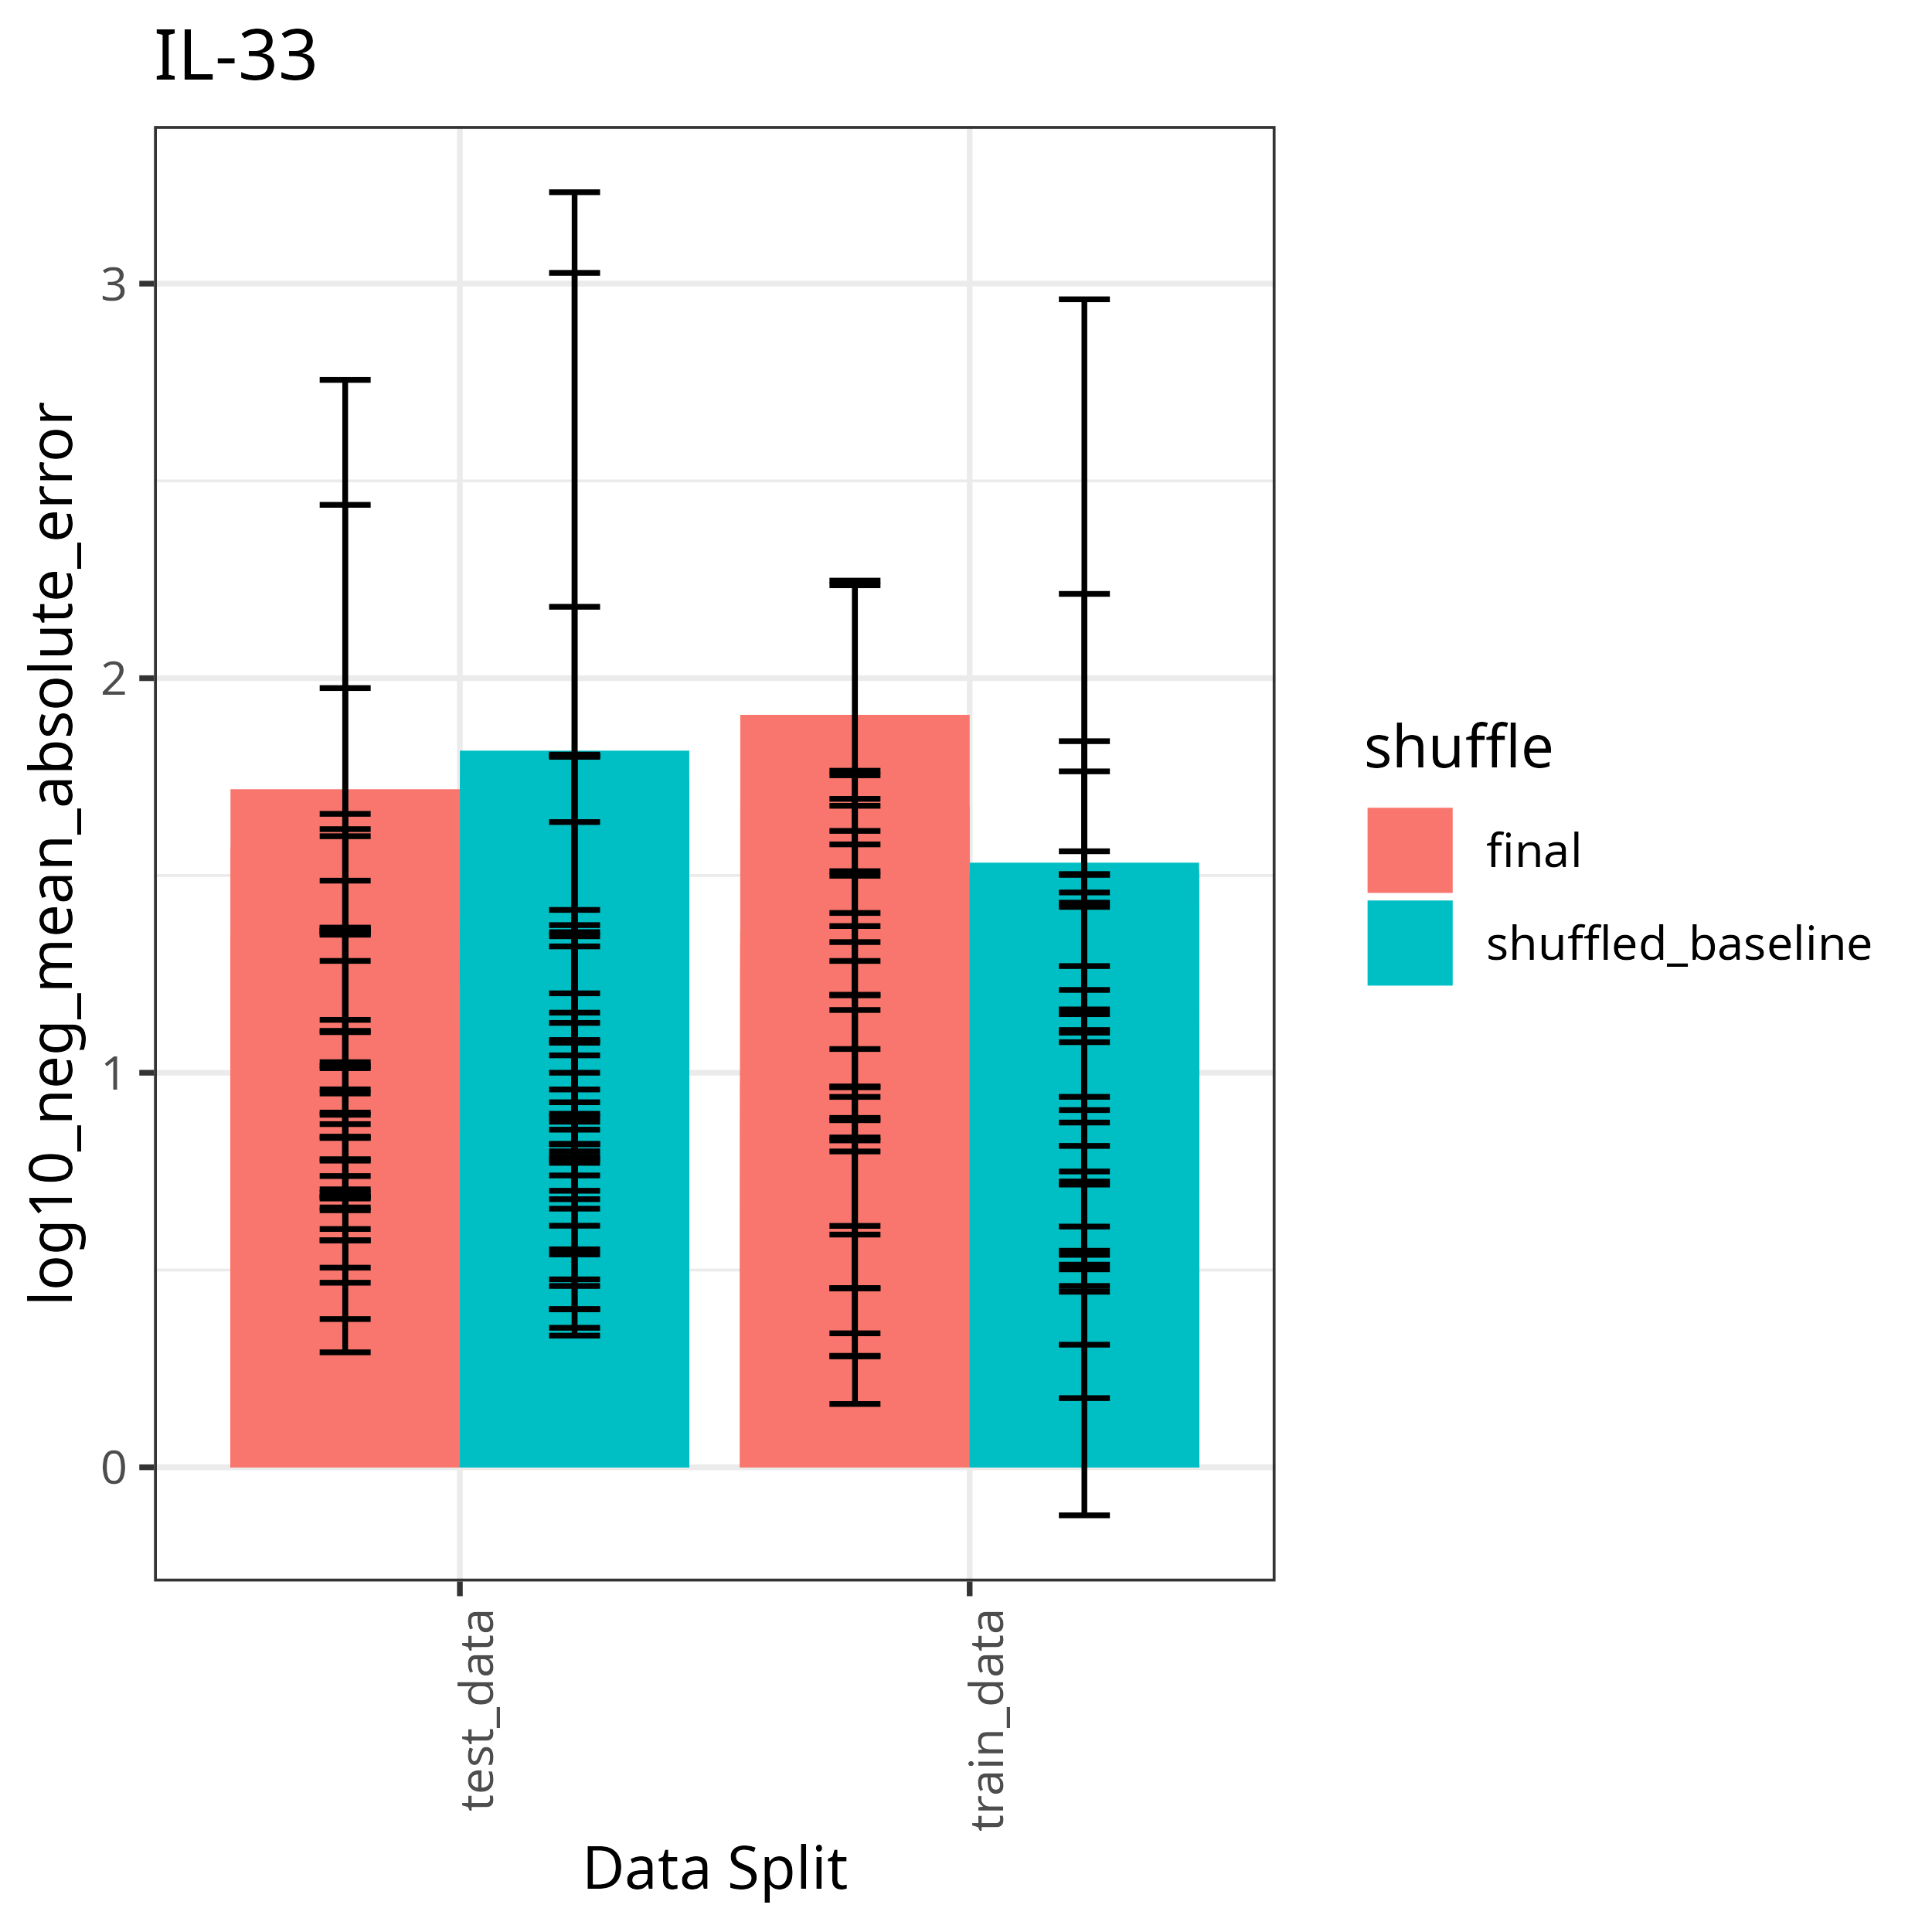 IL-33
log10_neg_mean_absolute_error
3
2
1
0
test_data
train_data
Data Split
shuffle
final
shuffled_baseline